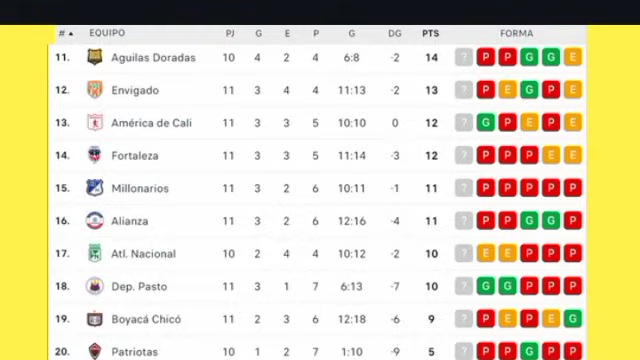 # ▲ EQUIPO PJ G E P G DG PTS FORMA
11. Aguilas Doradas 10 4 2 4 6:8 -2 14 ? P P G G E
12. Envigado 11 3 4 4 11:13 -2 13 ? P E G P E
13. América de Cali 11 3 3 5 10:10 0 12 ? G P E P E
14. Fortaleza 11 3 3 5 11:14 -3 12 ? P P P E E
15. Millonarios 11 3 2 6 10:11 -1 11 ? P P P P P
16. Alianza 11 3 2 6 12:16 -4 11 ? P P G G P
17. Atl. Nacional 10 2 4 4 10:12 -2 10 ? E E P P P
18. Dep. Pasto 11 3 1 7 6:13 -7 10 ? G G P P P
19. Boyacá Chicó 11 2 3 6 12:18 -6 9 ? P E P E G
20. Patriotas 10 1 2 7 1:10 -9 5 ? P P G P P